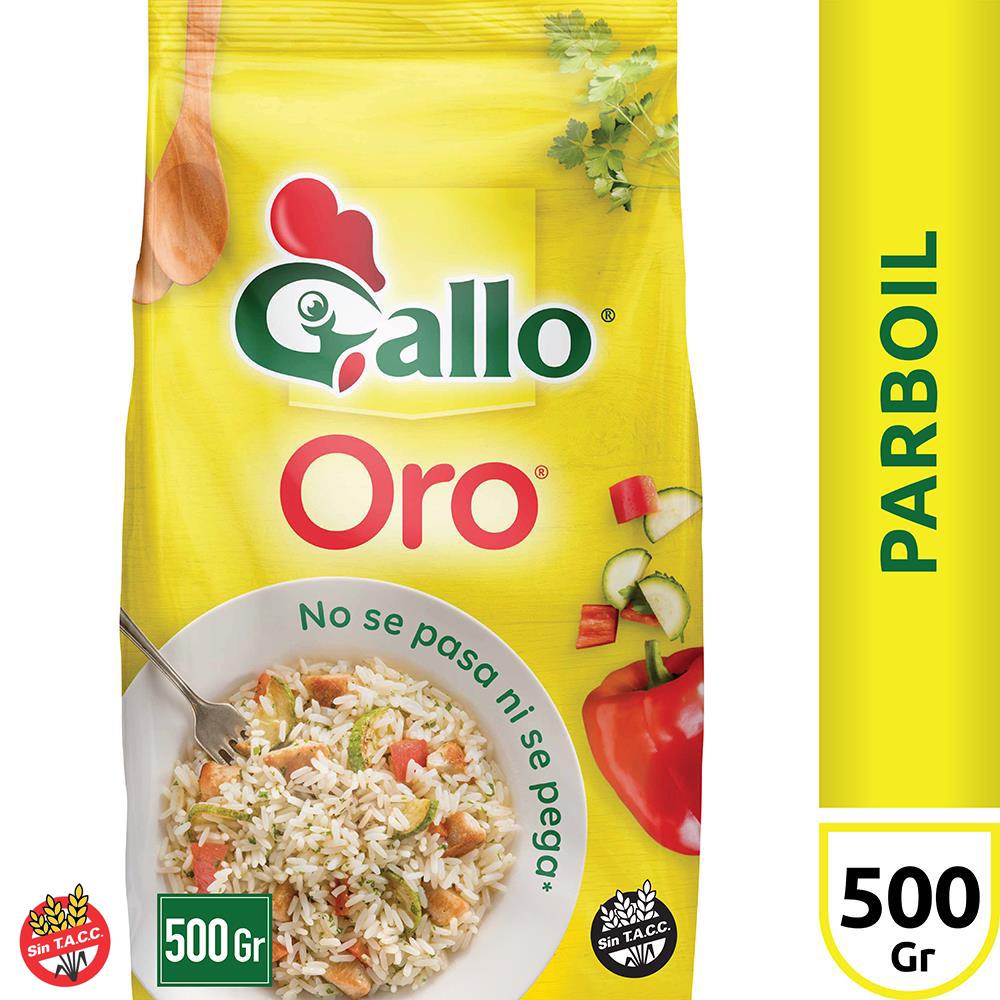 Gallo®
Oro®
No se pasa ni se pega*
500 Gr
Sin T.A.C.C.
Sin T.A.C.C.
PARBOIL
500
Gr